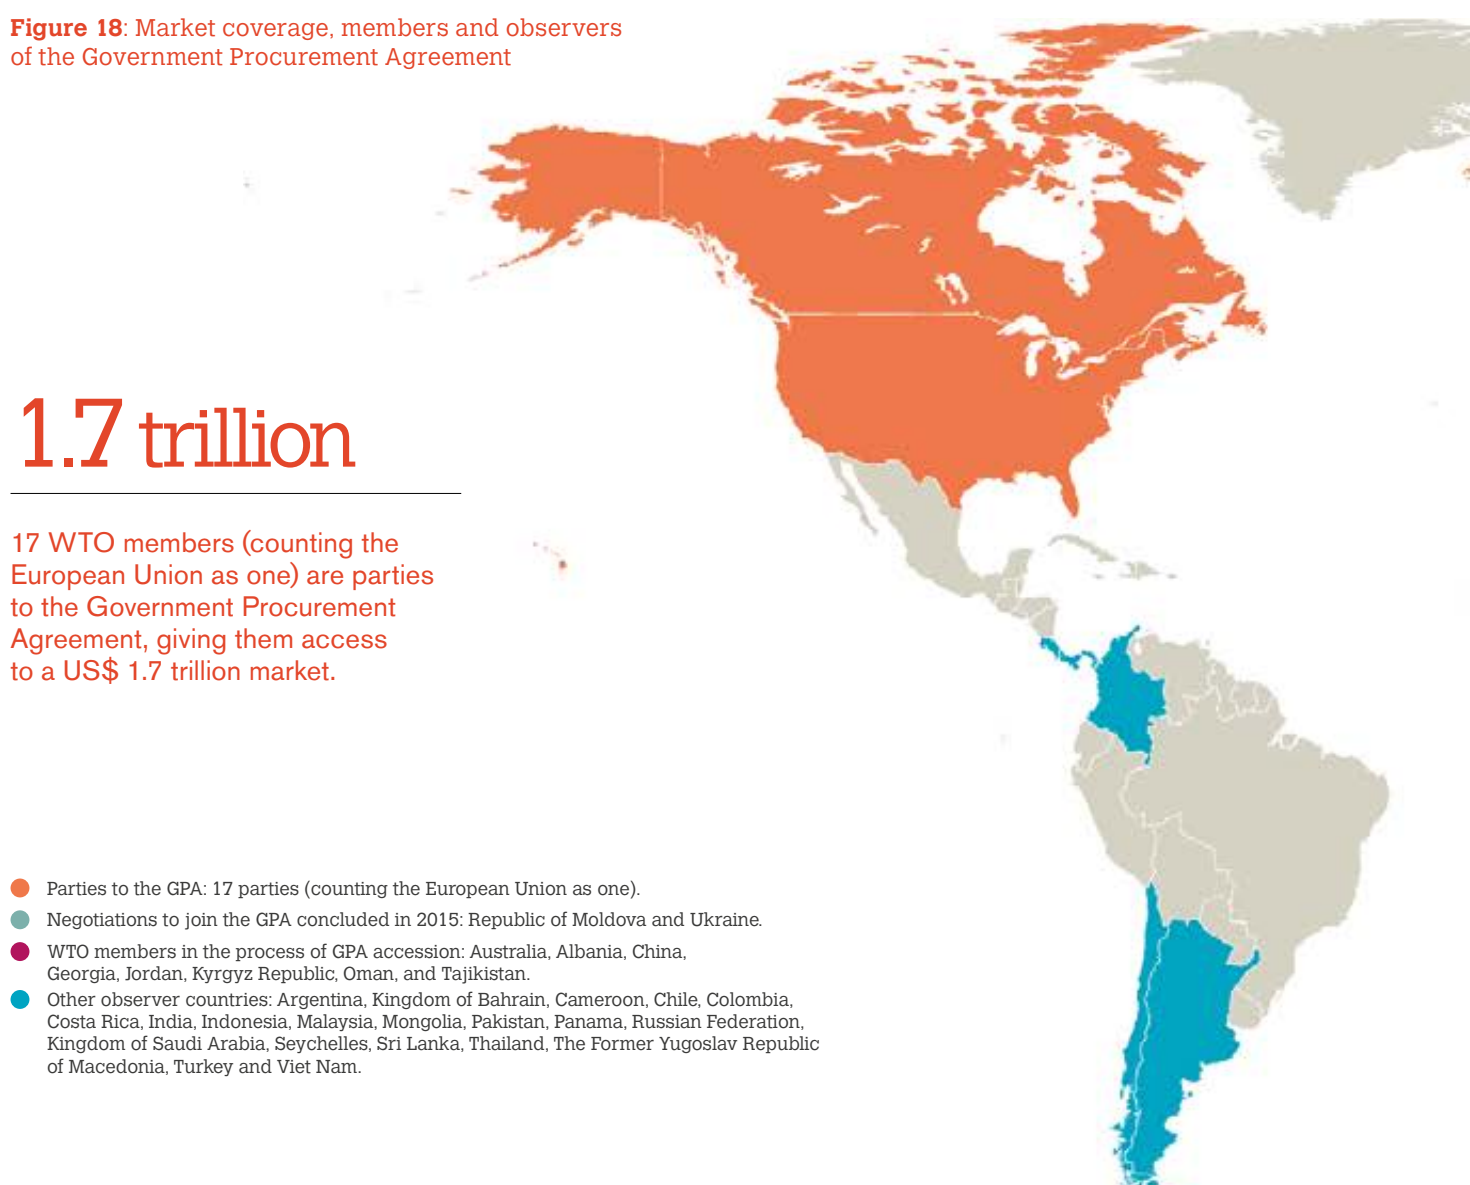 Figure 18: Market coverage, members and observers
of the Government Procurement Agreement
1.7 trillion
17 WTO members (counting the
European Union as one) are parties
to the Government Procurement
Agreement, giving them access
to a US$ 1.7 trillion market.
Parties to the GPA: 17 parties (counting the European Union as one).
Negotiations to join the GPA concluded in 2015: Republic of Moldova and Ukraine.
WTO members in the process of GPA accession: Australia, Albania, China,
Georgia, Jordan, Kyrgyz Republic, Oman, and Tajikistan.
Other observer countries: Argentina, Kingdom of Bahrain, Cameroon, Chile, Colombia,
Costa Rica, India, Indonesia, Malaysia, Mongolia, Pakistan, Panama, Russian Federation,
Kingdom of Saudi Arabia, Seychelles, Sri Lanka, Thailand, The Former Yugoslav Republic
of Macedonia, Turkey and Viet Nam.